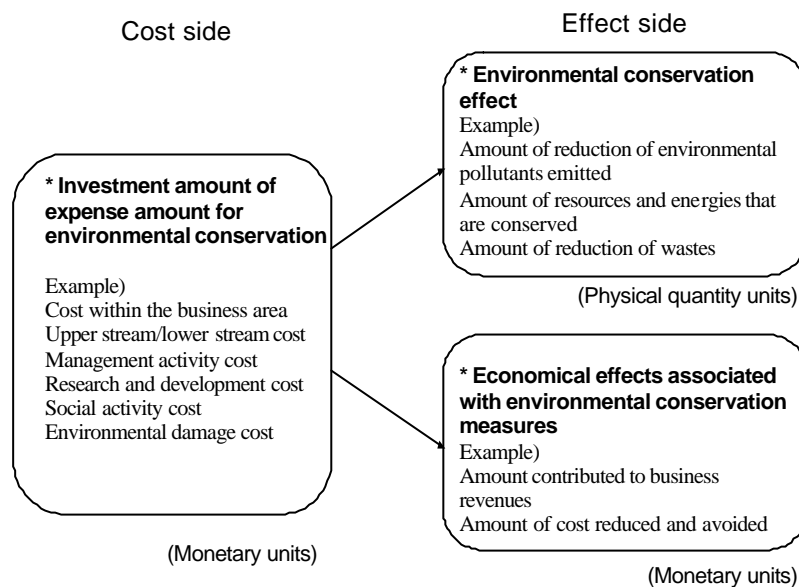 Cost side
Effect side
* Investment amount of
expense amount for
environmental conservation
Example)
Cost within the business area
Upper stream/lower stream cost
Management activity cost
Research and development cost
Social activity cost
Environmental damage cost
(Monetary units)
* Environmental conservation
effect
Example)
Amount of reduction of environmental
pollutants emitted
Amount of resources and energies that
are conserved
Amount of reduction of wastes
(Physical quantity units)
* Economical effects associated
with environmental conservation
measures
Example)
Amount contributed to business
revenues
Amount of cost reduced and avoided
(Monetary units)